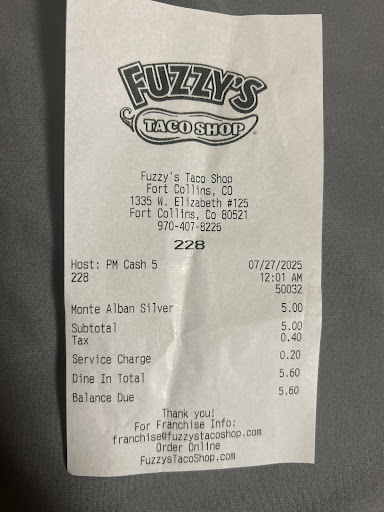 FUZZY'S
TACO SHOP
Fuzzy's Taco Shop
Fort Collins, CO
1335 W. Elizabeth #125
Fort Collins, Co 80521
970-407-8226
228
Host: PM Cash 5 07/27/2025
228 12:01 AM
50032
Monte Alban Silver 5.00
Subtotal 5.00
Tax 0.40
Service Charge 0.20
Dine In Total 5.60
Balance Due 5.60
Thank you!
For Franchise Info:
franchise@fuzzystacoshop.com
Order Online
FuzzysTacoShop.com